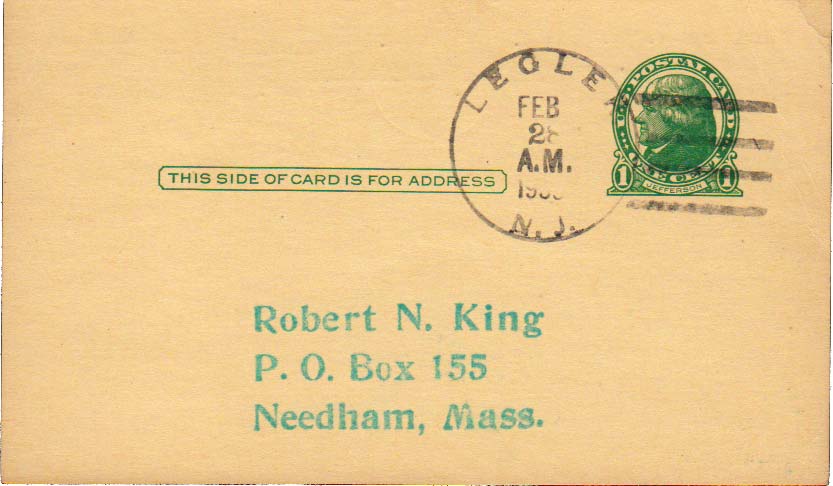 U.S. POSTAL CARD
ONE CENT
1 JEFFERSON 1
FEB
28
A.M.
N. J.
THIS SIDE OF CARD IS FOR ADDRESS
Robert N. King
P. O. Box 155
Needham, Mass.